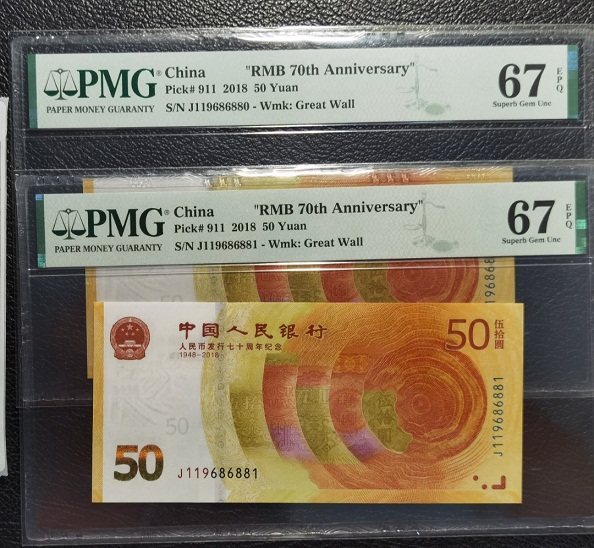 PMG
PAPER MONEY GUARANTY
China "RMB 70th Anniversary"
Pick# 911 2018 50 Yuan
S/N J119686880 - Wmk: Great Wall
67 EPQ
Superb Gem Unc
PMG
PAPER MONEY GUARANTY
China "RMB 70th Anniversary"
Pick# 911 2018 50 Yuan
S/N J119686881 - Wmk: Great Wall
67 EPQ
Superb Gem Unc
50
中国人民银行
人民币发行七十周年纪念
1948-2018
50 伍拾圆
50
50
J119686881
J119686881